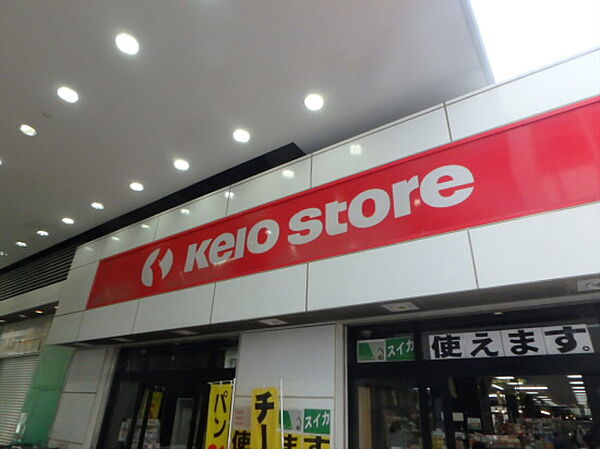 Keio store
スイカ 使えます。
パン
チー
スイカ
使えます